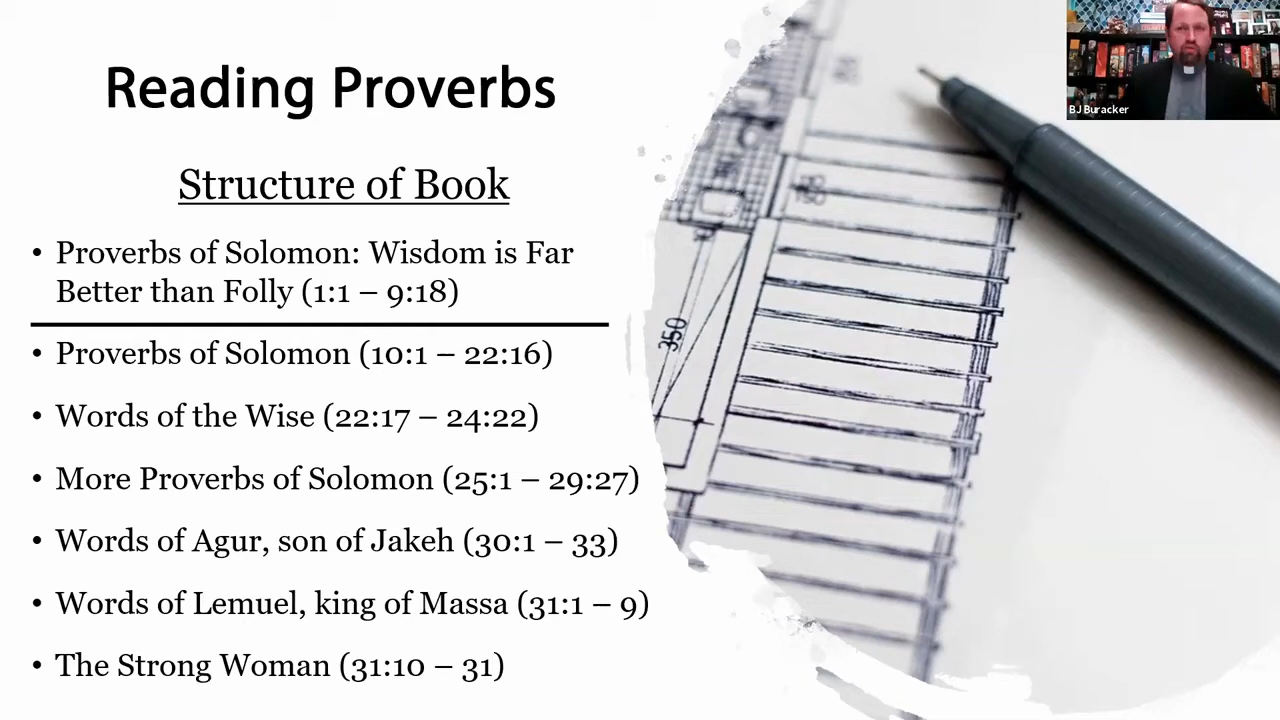 Reading Proverbs
BJ Buracker
Structure of Book
• Proverbs of Solomon: Wisdom is Far
Better than Folly (1:1 – 9:18)
• Proverbs of Solomon (10:1 – 22:16)
• Words of the Wise (22:17 – 24:22)
• More Proverbs of Solomon (25:1 – 29:27)
• Words of Agur, son of Jakeh (30:1 – 33)
• Words of Lemuel, king of Massa (31:1 – 9)
• The Strong Woman (31:10 – 31)
350